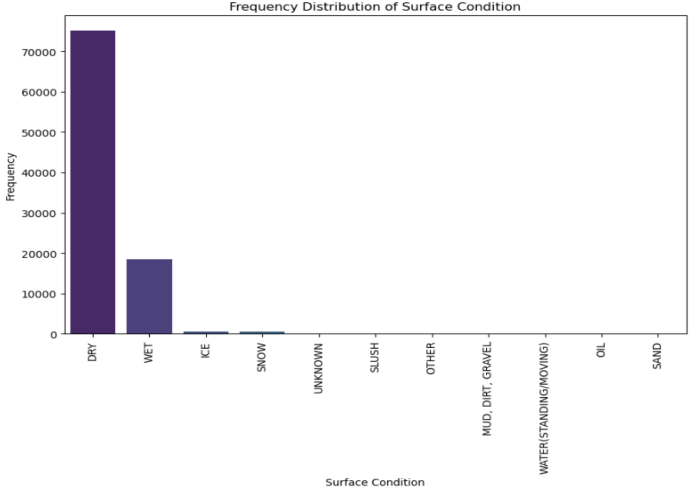 Frequency Distribution of Surface Condition
Frequency
70000
60000
50000
40000
30000
20000
10000
0
DRY
WET
ICE
SNOW
UNKNOWN
SLUSH
OTHER
MUD, DIRT, GRAVEL
WATER(STANDING/MOVING)
OIL
SAND
Surface Condition